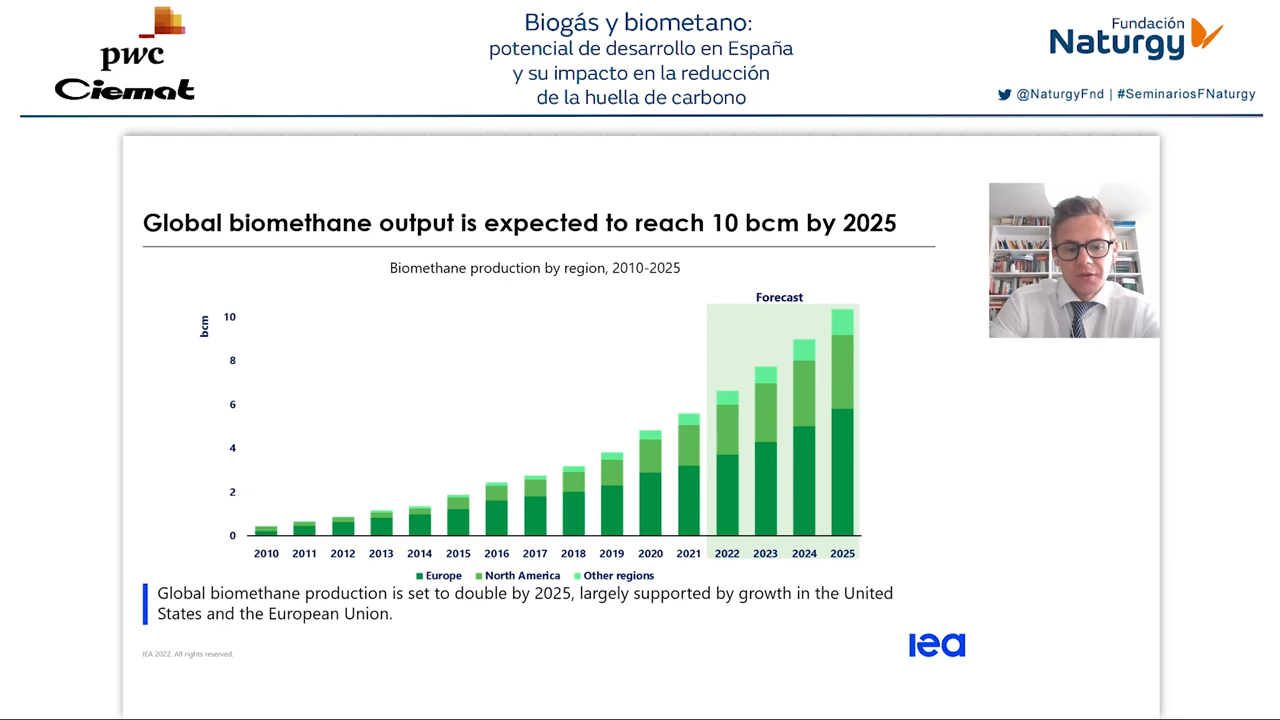 pwc
Ciemat
Biogás y biometano:
potencial de desarrollo en España
y su impacto en la reducción
de la huella de carbono
Fundación
Naturgy
@NaturgyFnd | #SeminariosFNaturgy
Global biomethane output is expected to reach 10 bcm by 2025
Biomethane production by region, 2010-2025
Forecast
bcm
10
8
6
4
2
0
2010 2011 2012 2013 2014 2015 2016 2017 2018 2019 2020 2021 2022 2023 2024 2025
Europe North America Other regions
Global biomethane production is set to double by 2025, largely supported by growth in the United
States and the European Union.
IEA 2022. All rights reserved.
iea